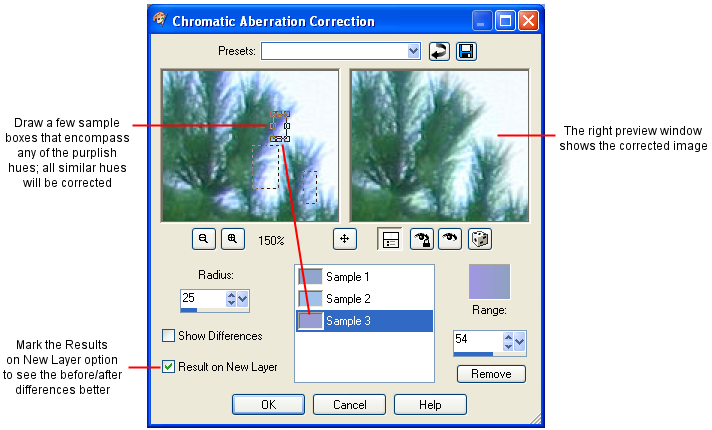 Chromatic Aberration Correction
Presets:
Draw a few sample
boxes that encompass
any of the purplish
hues; all similar hues
will be corrected
The right preview window
shows the corrected image
150%
Radius:
25
Show Differences
Result on New Layer
Sample 1
Sample 2
Sample 3
Range:
54
Remove
Mark the Results
on New Layer option
to see the before/after
differences better
OK
Cancel
Help